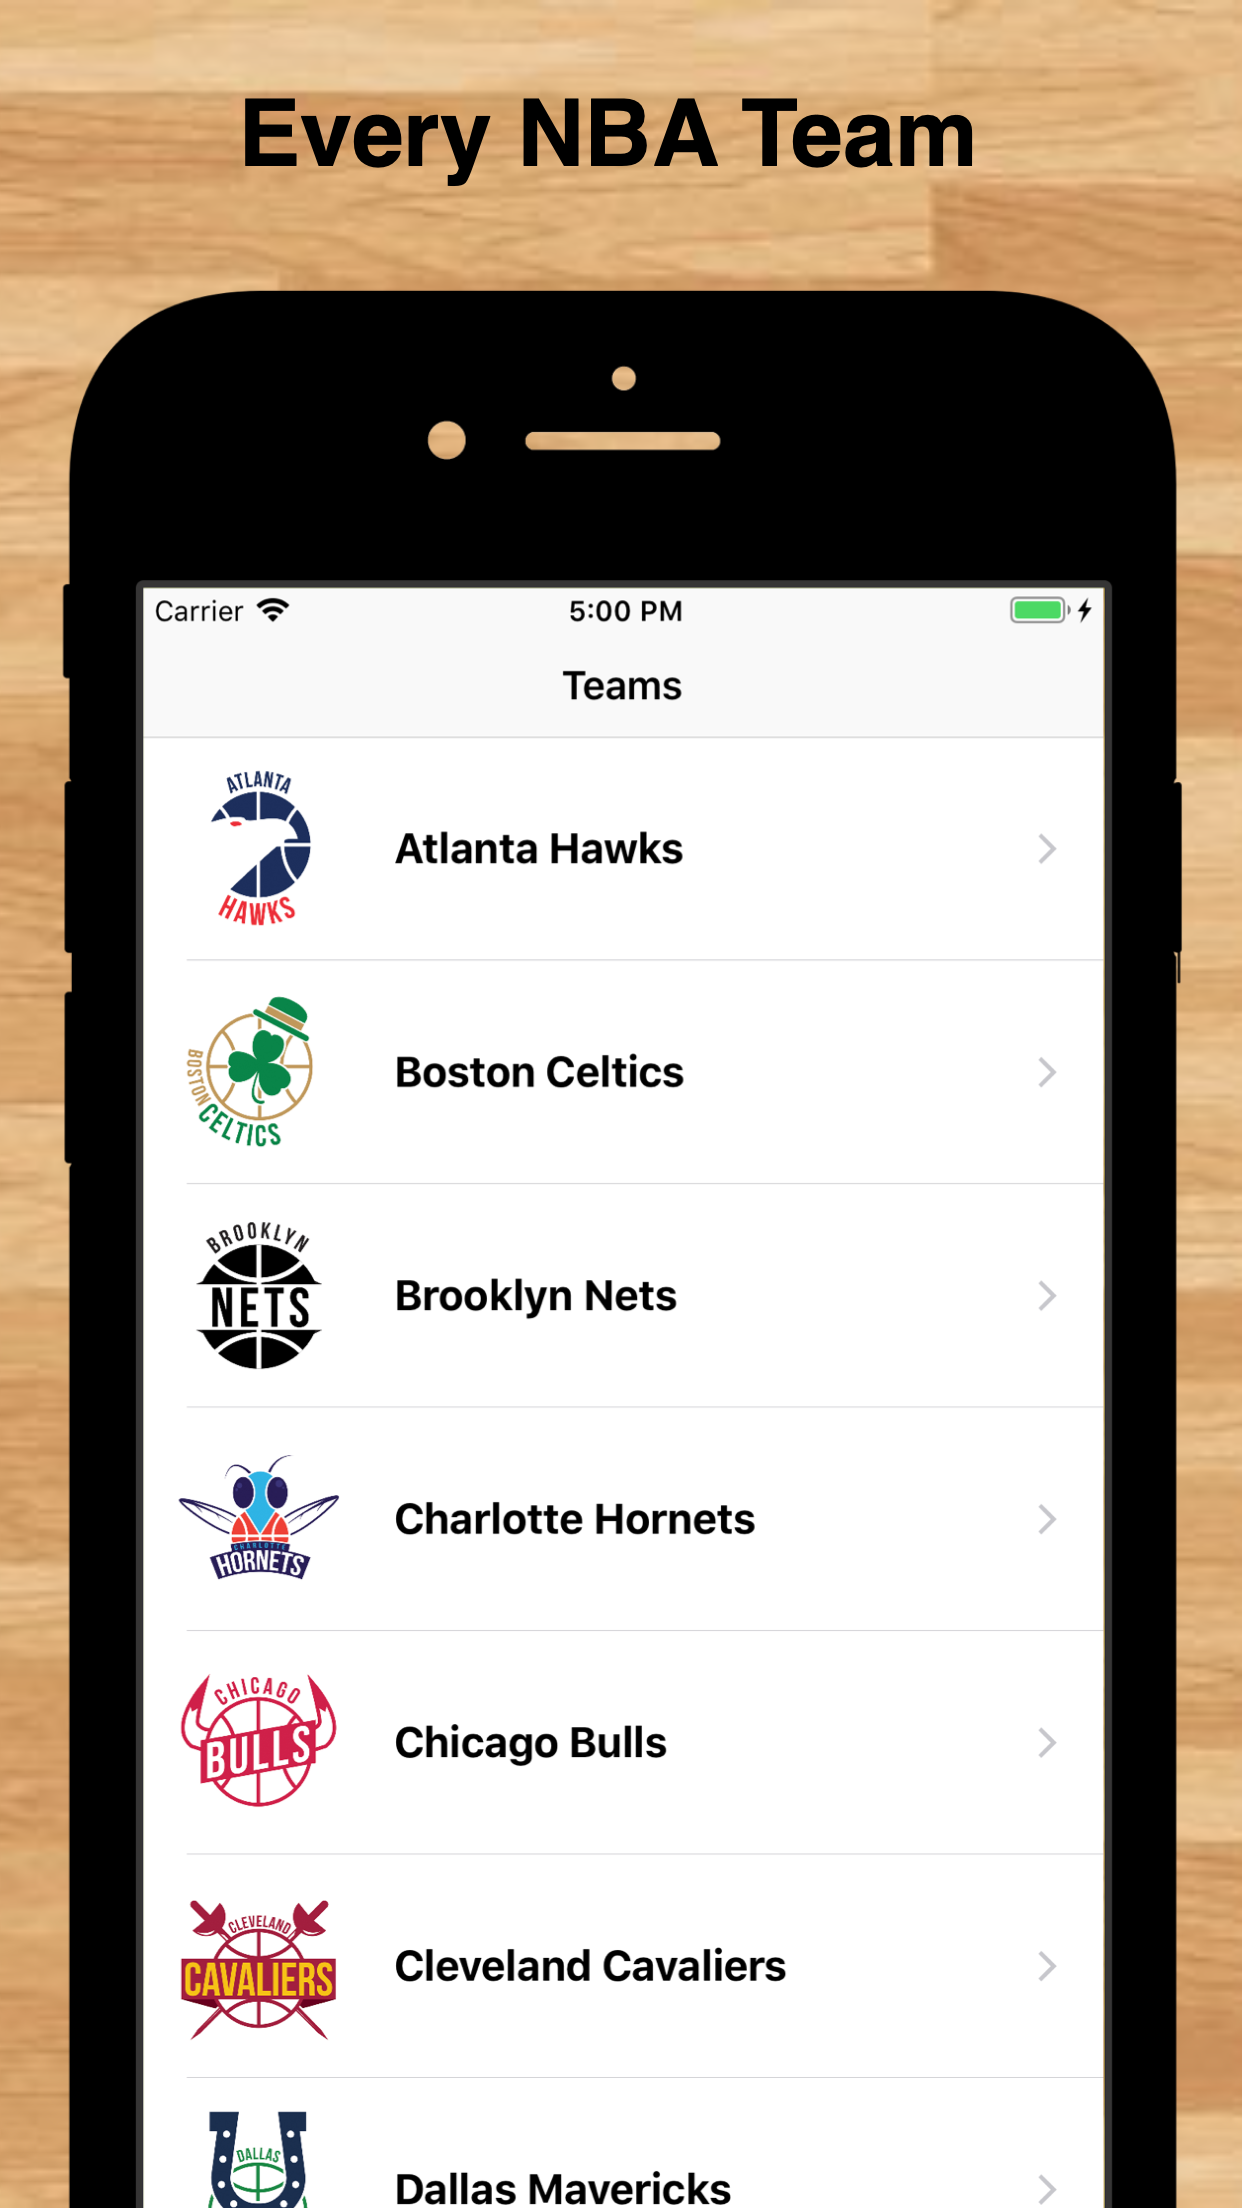 Every NBA Team
Carrier 5:00 PM
Teams
ATLANTA
HAWKS
Atlanta Hawks
BOSTON
CELTICS
Boston Celtics
BROOKLYN
NETS
Brooklyn Nets
CHARLOTTE
HORNETS
Charlotte Hornets
CHICAGO
BULLS
Chicago Bulls
CLEVELAND
CAVALIERS
Cleveland Cavaliers
DALLAS
Dallas Mavericks